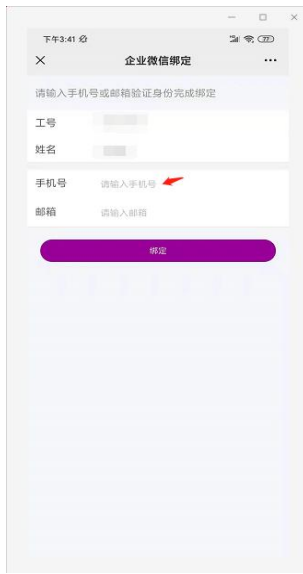 下午3:41
77
企业微信绑定
请输入手机号或邮箱验证身份完成绑定
工号
姓名
手机号 请输入手机号
邮箱 请输入邮箱
绑定